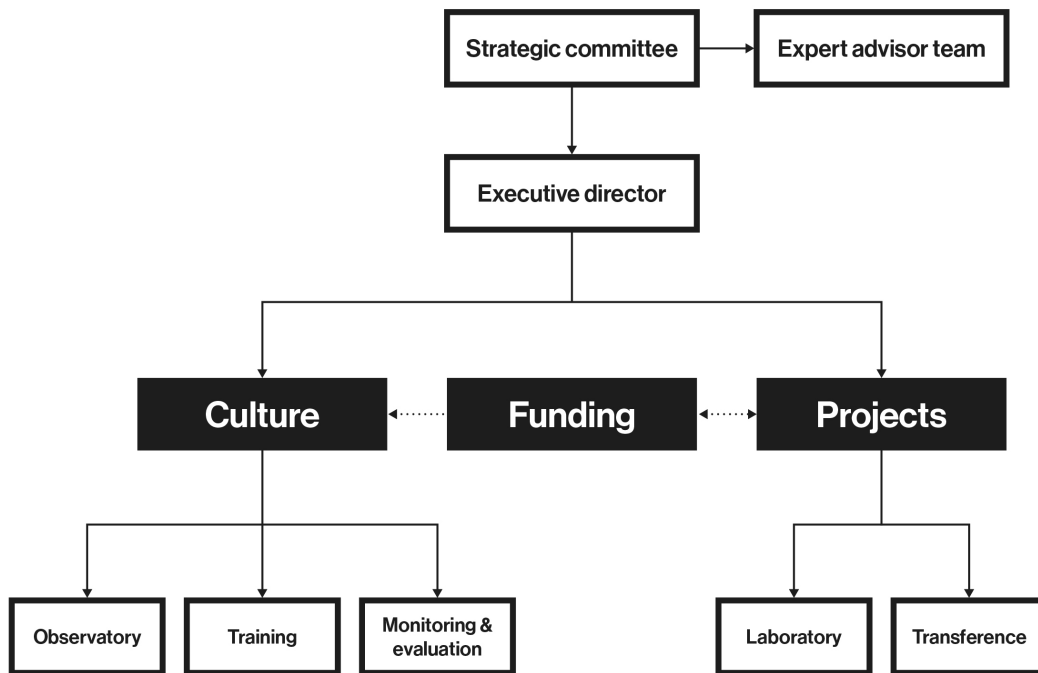 Strategic committee
Expert advisor team
Executive director
Culture
Funding
Projects
Observatory
Training
Monitoring &
evaluation
Laboratory
Transference